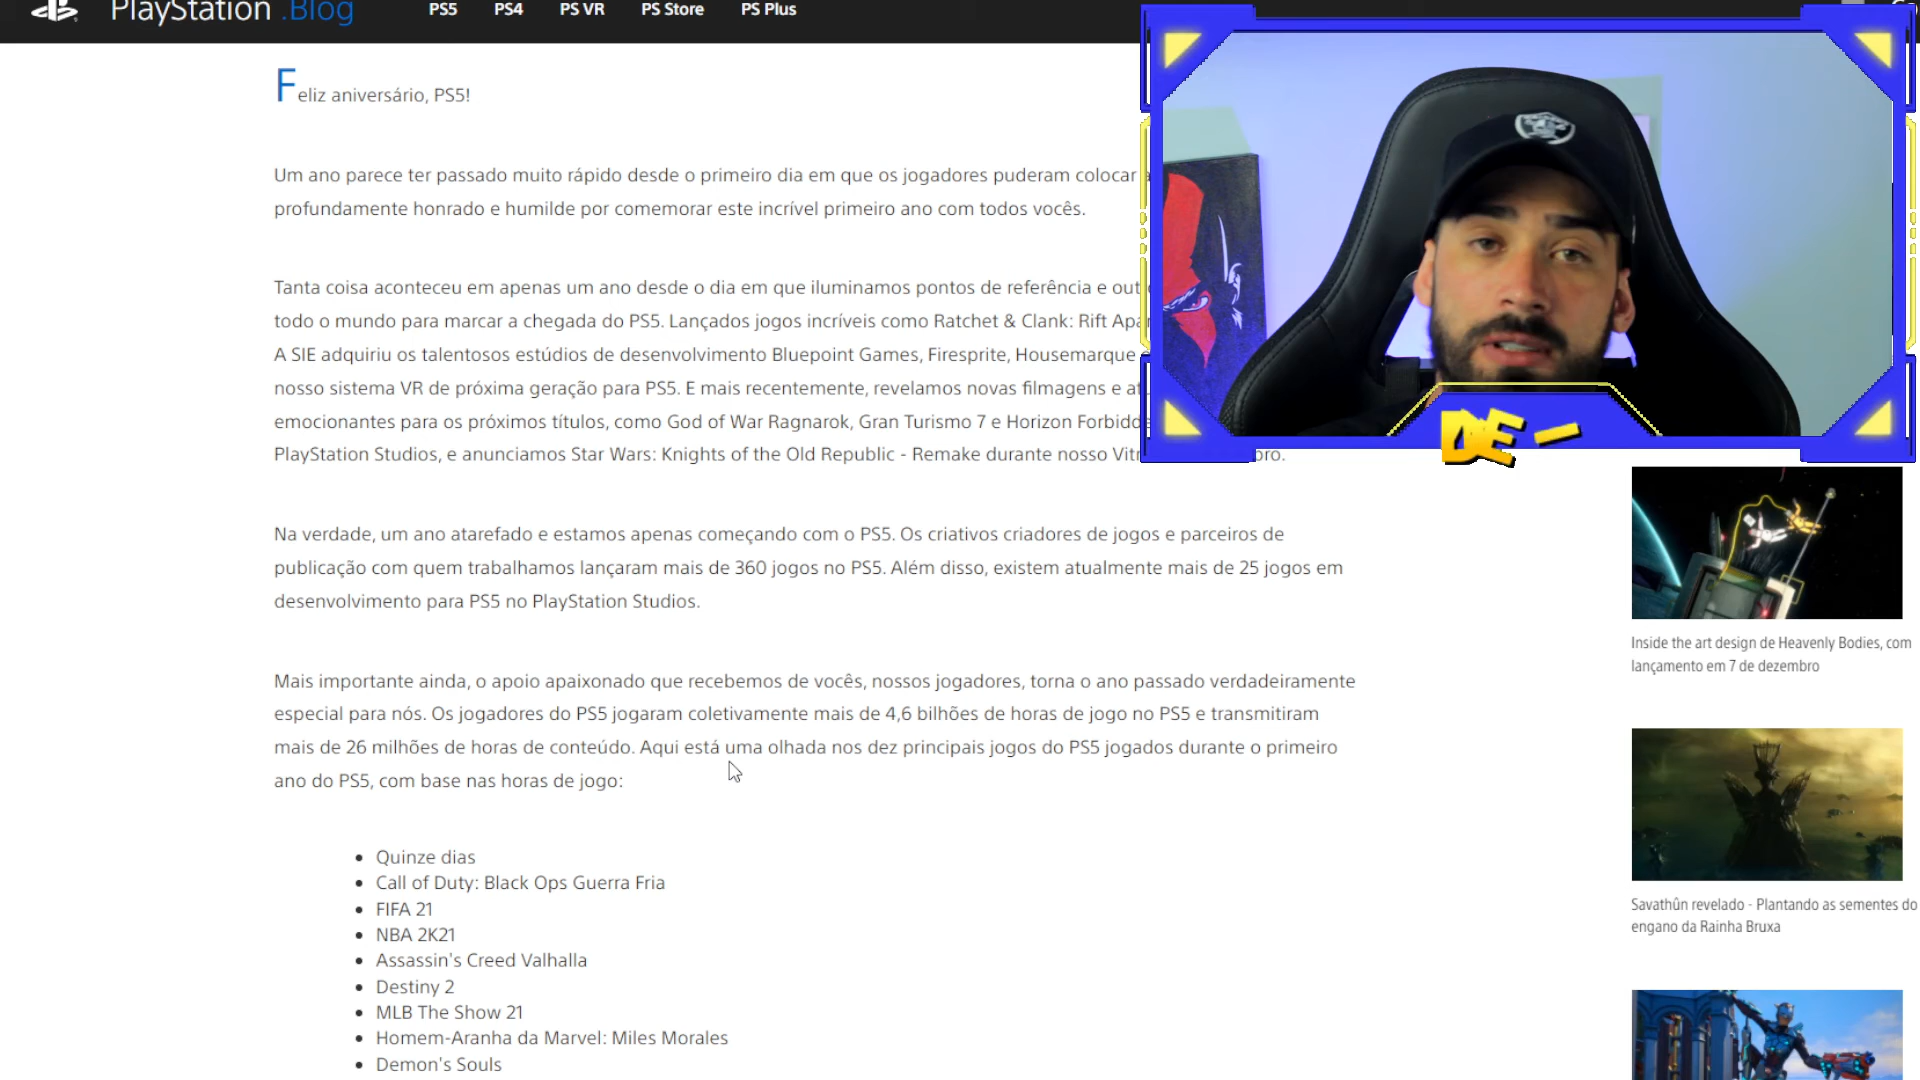 PlayStation .Blog PS5 PS4 PS VR PS Store PS Plus
Feliz aniversário, PS5!
Um ano parece ter passado muito rápido desde o primeiro dia em que os jogadores puderam colocar
profundamente honrado e humilde por comemorar este incrível primeiro ano com todos vocês.
Tanta coisa aconteceu em apenas um ano desde o dia em que iluminamos pontos de referência e
todo o mundo para marcar a chegada do PS5. Lançados jogos incríveis como Ratchet & Clank: Rift
A SIE adquiriu os talentosos estúdios de desenvolvimento Bluepoint Games, Firesprite, Housemarque
nosso sistema VR de próxima geração para PS5. E mais recentemente, revelamos novas filmagens e
emocionantes para os próximos títulos, como God of War Ragnarok, Gran Turismo 7 e Horizon
PlayStation Studios, e anunciamos Star Wars: Knights of the Old Republic - Remake durante nosso
DE -
Na verdade, um ano atarefado e estamos apenas começando com o PS5. Os criativos criadores de jogos e parceiros de
publicação com quem trabalhamos lançaram mais de 360 jogos no PS5. Além disso, existem atualmente mais de 25 jogos em
desenvolvimento para PS5 no PlayStation Studios.
Mais importante ainda, o apoio apaixonado que recebemos de vocês, nossos jogadores, torna o ano passado verdadeiramente
especial para nós. Os jogadores do PS5 jogaram coletivamente mais de 4,6 bilhões de horas de jogo no PS5 e transmitiram
mais de 26 milhões de horas de conteúdo. Aqui está uma olhada nos dez principais jogos do PS5 jogados durante o primeiro
ano do PS5, com base nas horas de jogo:
• Quinze dias
• Call of Duty: Black Ops Guerra Fria
• FIFA 21
• NBA 2K21
• Assassin's Creed Valhalla
• Destiny 2
• MLB The Show 21
• Homem-Aranha da Marvel: Miles Morales
• Demon's Souls
Inside the art design de Heavenly Bodies, com
lançamento em 7 de dezembro
Savathûn revelado - Plantando as sementes do
engano da Rainha Bruxa